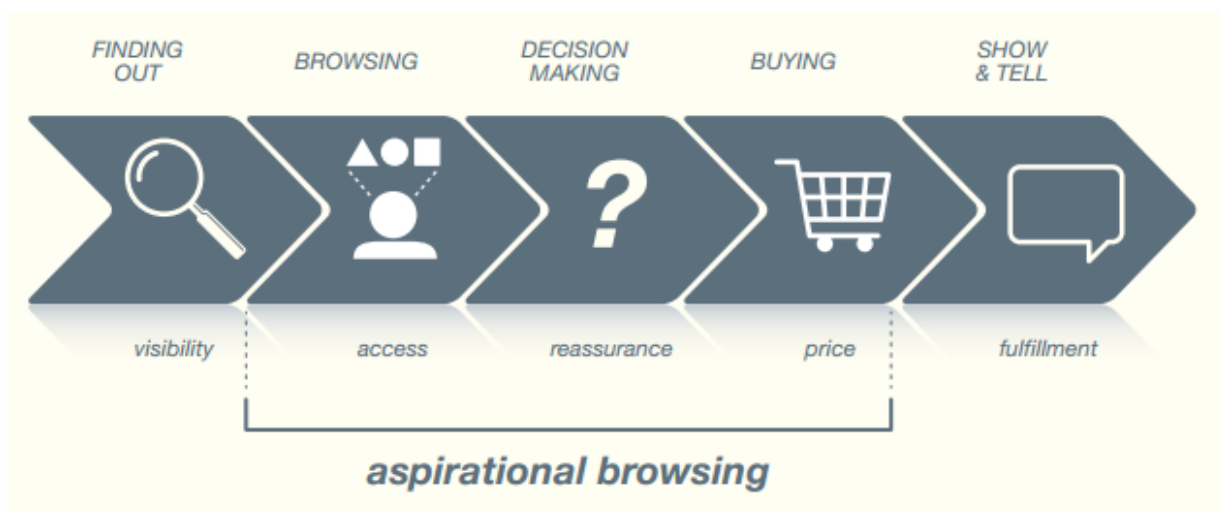 FINDING
OUT
BROWSING
DECISION
MAKING
BUYING
SHOW
& TELL
?
visibility
access
reassurance
price
fulfillment
aspirational browsing